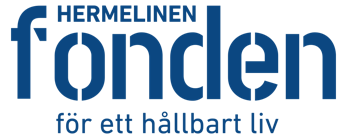 HERMELINEN
fonden
för ett hållbart liv